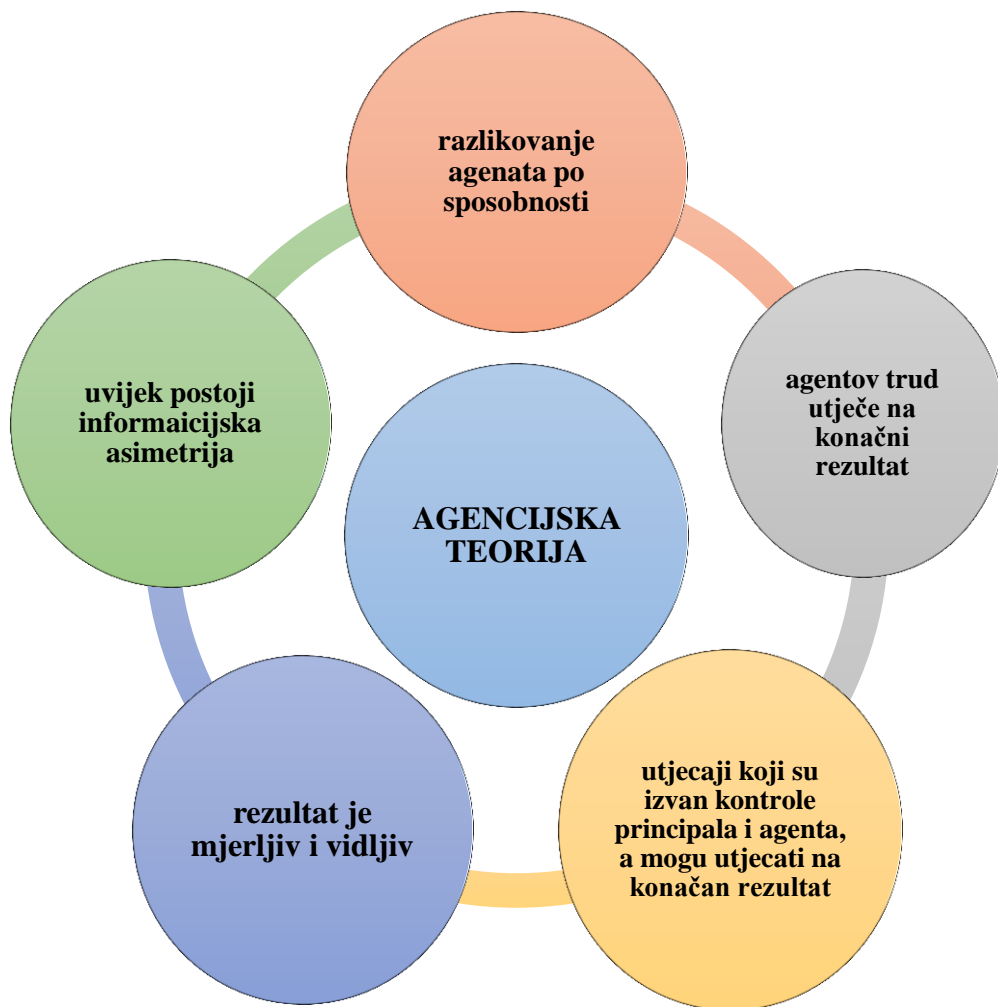 razlikovanje
agenata po
sposobnosti
agentov trud
utječe na
konačni
rezultat
utjecaji koji su
izvan kontrole
principala i agenta,
a mogu utjecati na
konačan rezultat
rezultat je
mjerljiv i vidljiv
uvijek postoji
informaicijska
asimetrija
AGENCIJSKA
TEORIJA